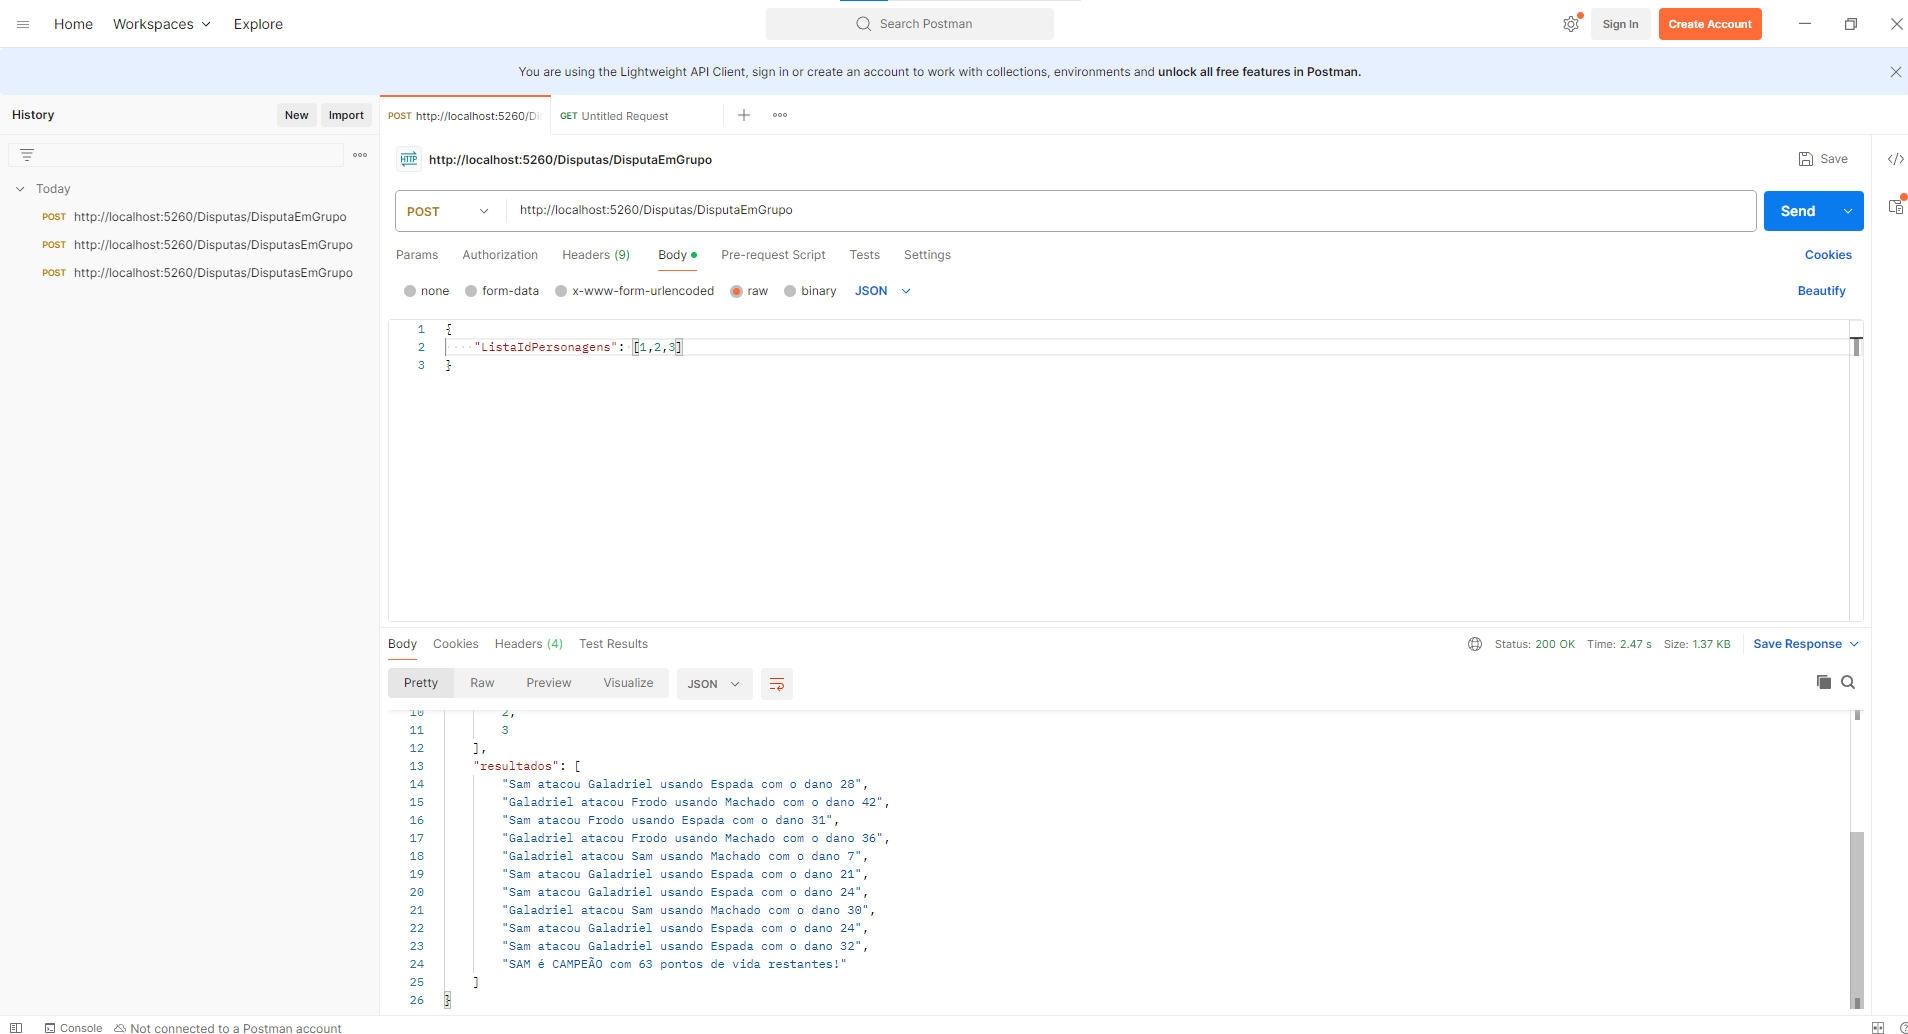 Home Workspaces Explore Search Postman Sign In Create Account
You are using the Lightweight API Client, sign in or create an account to work with collections, environments and unlock all free features in Postman.
History New Import
POST http://localhost:5260/Di GET Untitled Request
Today
POST http://localhost:5260/Disputas/DisputaEmGrupo
POST http://localhost:5260/Disputas/DisputasEmGrupo
POST http://localhost:5260/Disputas/DisputasEmGrupo
HTTP http://localhost:5260/Disputas/DisputaEmGrupo Save
POST http://localhost:5260/Disputas/DisputaEmGrupo Send
Params Authorization Headers (9) Body Pre-request Script Tests Settings Cookies
none form-data x-www-form-urlencoded raw binary JSON Beautify
1 {
2 ····"ListaIdPersonagens":·[1,2,3]
3 }
Body Cookies Headers (4) Test Results Status: 200 OK Time: 2.47 s Size: 1.37 KB Save Response
Pretty Raw Preview Visualize JSON
10 2,
11 3
12 ],
13 "resultados": [
14 "Sam atacou Galadriel usando Espada com o dano 28",
15 "Galadriel atacou Frodo usando Machado com o dano 42",
16 "Sam atacou Frodo usando Espada com o dano 31",
17 "Galadriel atacou Frodo usando Machado com o dano 36",
18 "Galadriel atacou Sam usando Machado com o dano 7",
19 "Sam atacou Galadriel usando Espada com o dano 21",
20 "Sam atacou Galadriel usando Espada com o dano 24",
21 "Galadriel atacou Sam usando Machado com o dano 30",
22 "Sam atacou Galadriel usando Espada com o dano 24",
23 "Sam atacou Galadriel usando Espada com o dano 32",
24 "SAM é CAMPEÃO com 63 pontos de vida restantes!"
25 ]
26 }
Console Not connected to a Postman account